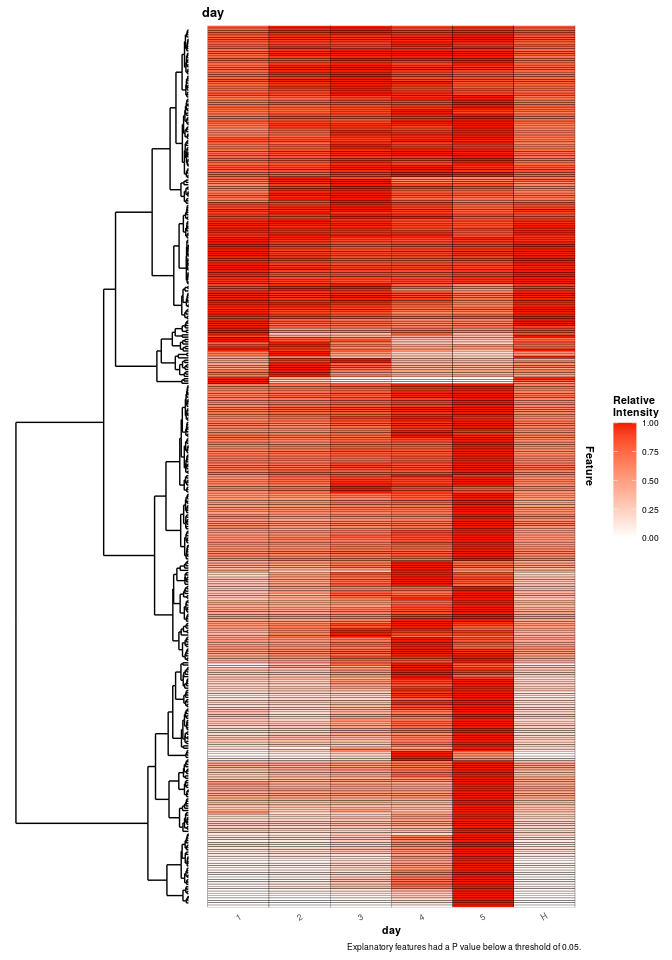 day
Relative
Intensity
1.00
0.75
0.50
0.25
0.00
Feature
1 2 3 4 5 H
day
Explanatory features had a P value below a threshold of 0.05.